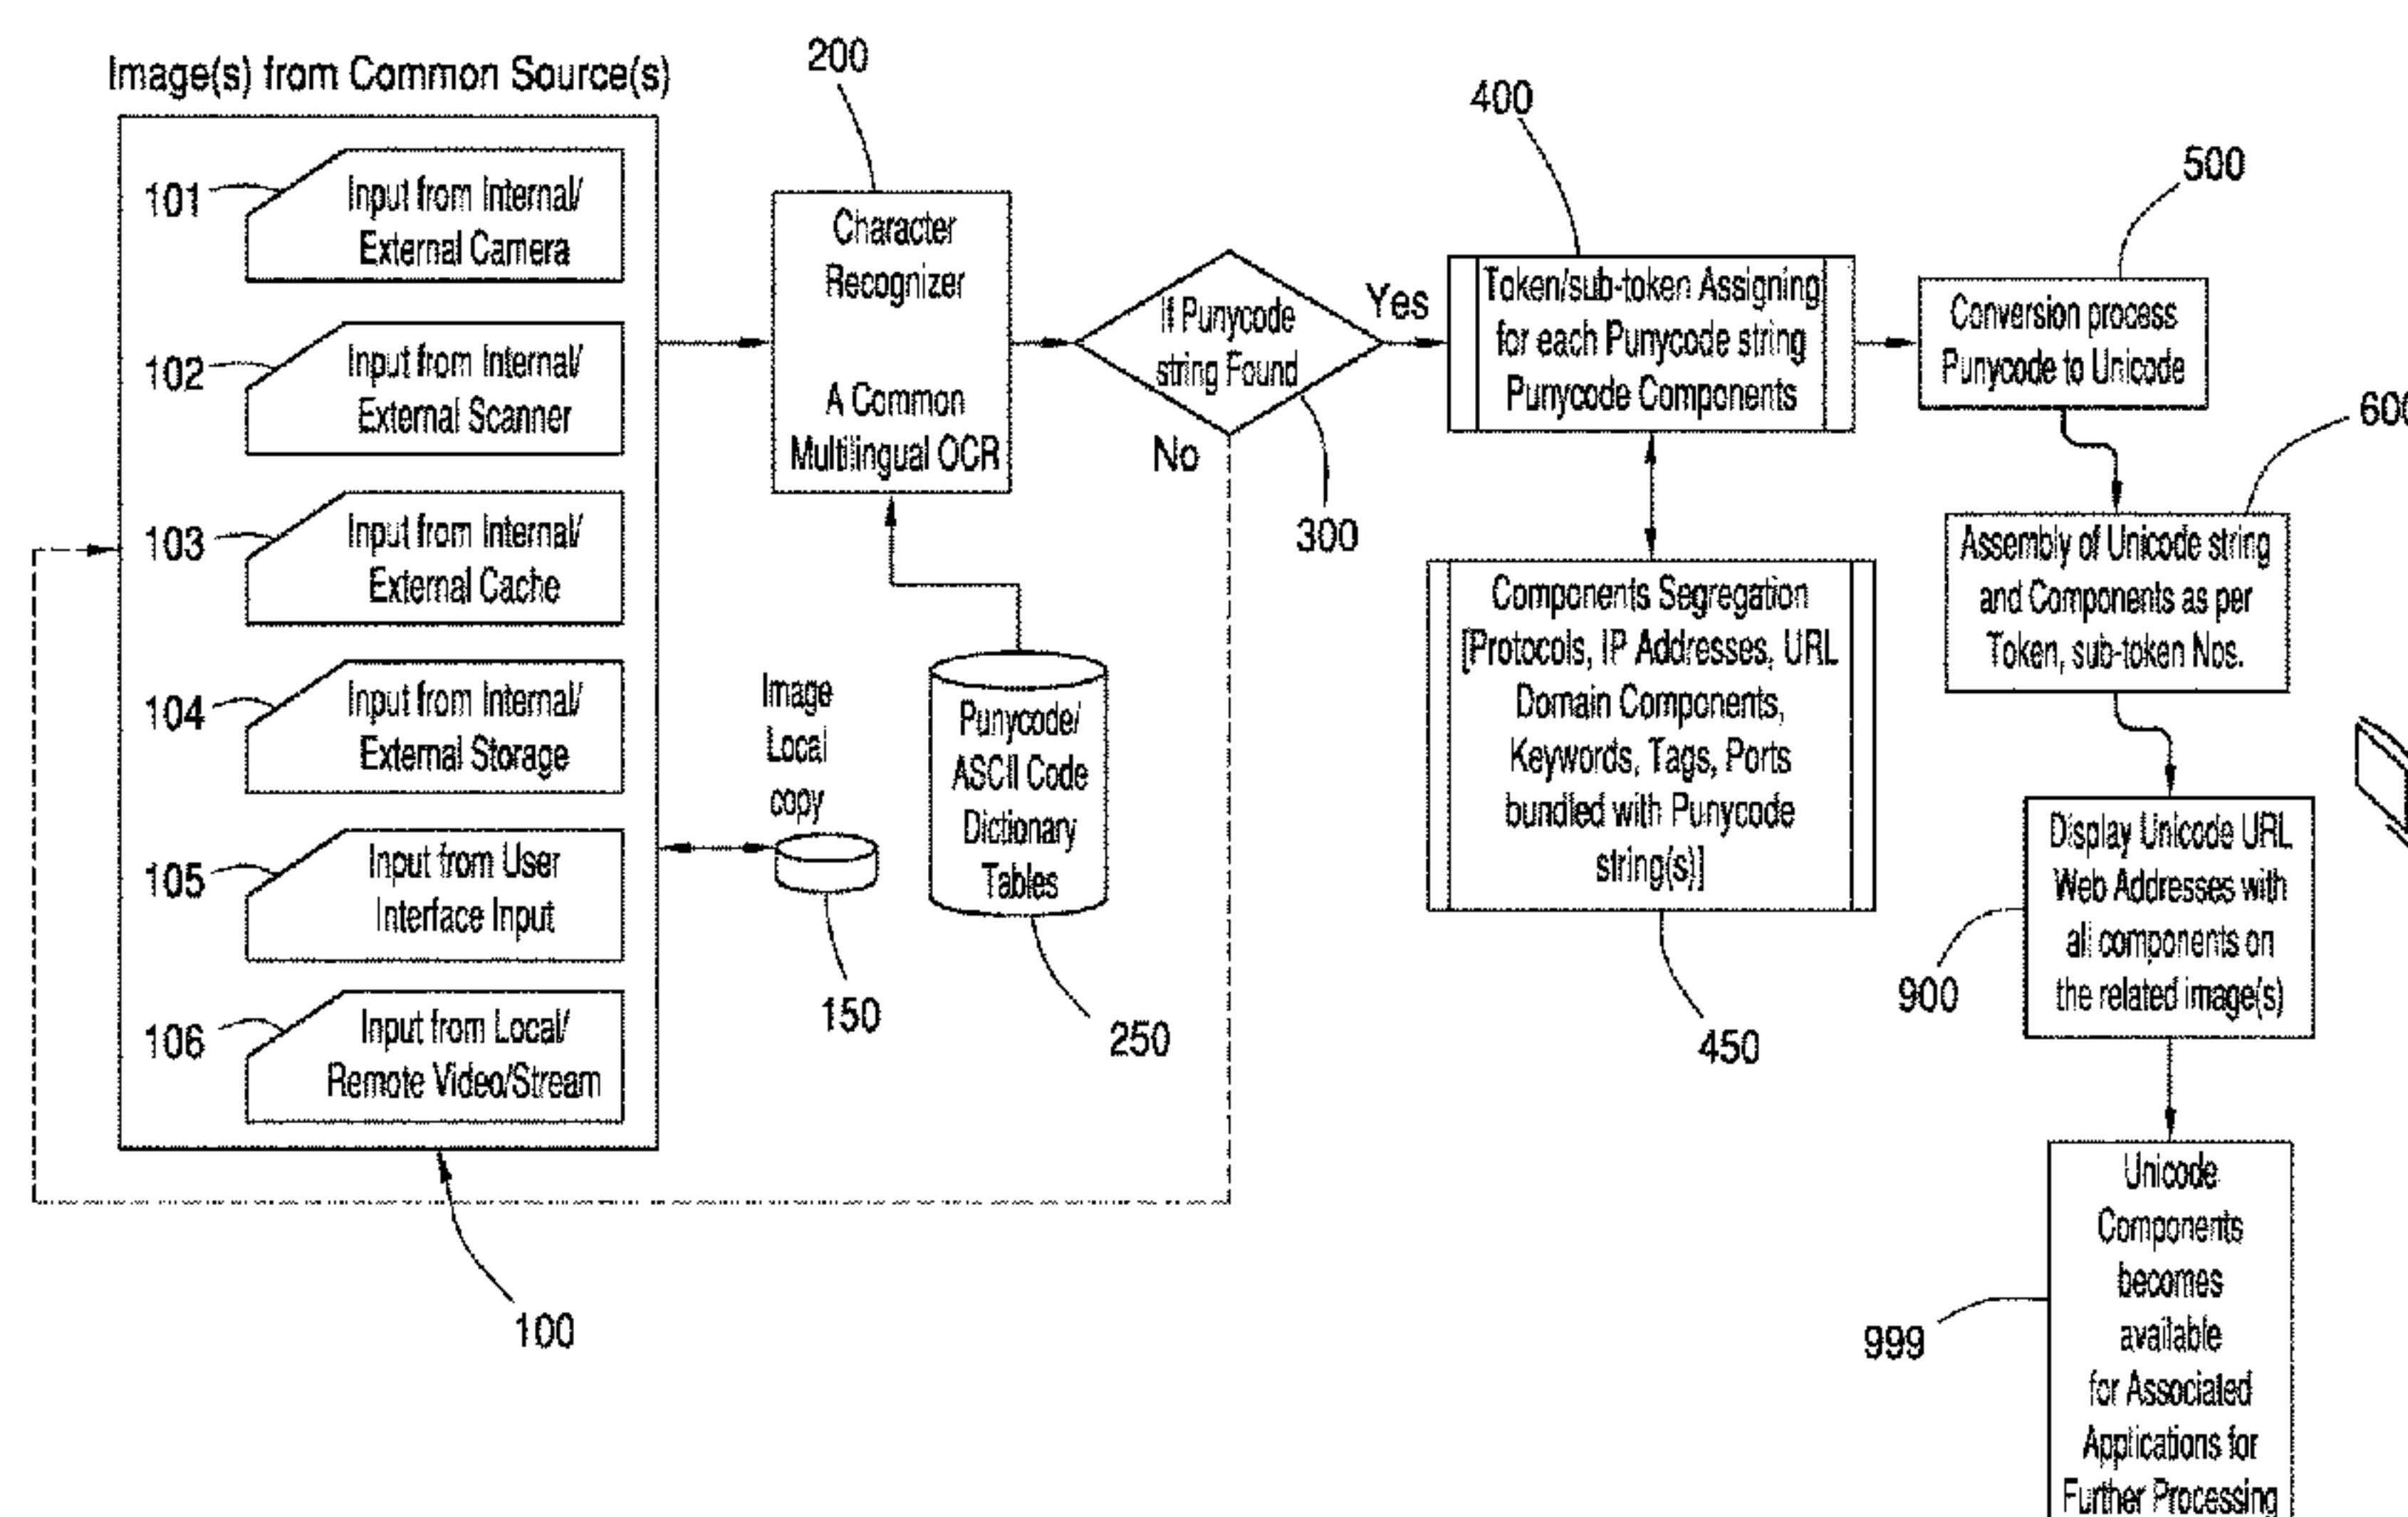 Image(s) from Common Source(s)
101
Input from Internal/
External Camera
102
Input from Internal/
External Scanner
103
Input from Internal/
External Cache
104
Input from Internal/
External Storage
105
Input from User
Interface Input
106
Input from Local/
Remote Video/Stream
100
200
Character
Recognizer
A Common
Multilingual OCR
Image
Local
copy
150
Punycode/
ASCII Code
Dictionary
Tables
250
If Punycode
string Found
Yes
No
300
400
Token/sub-token Assigning
for each Punycode string
Punycode Components
Components Segregation
[Protocols, IP Addresses, URL
Domain Components,
Keywords, Tags, Ports
bundled with Punycode
string(s)]
450
500
Conversion process
Punycode to Unicode
600
Assembly of Unicode string
and Components as per
Token, sub-token Nos.
Display Unicode URL
Web Addresses with
all components on
the related image(s)
900
Unicode
Components
becomes
available
for Associated
Applications for
Further Processing
999